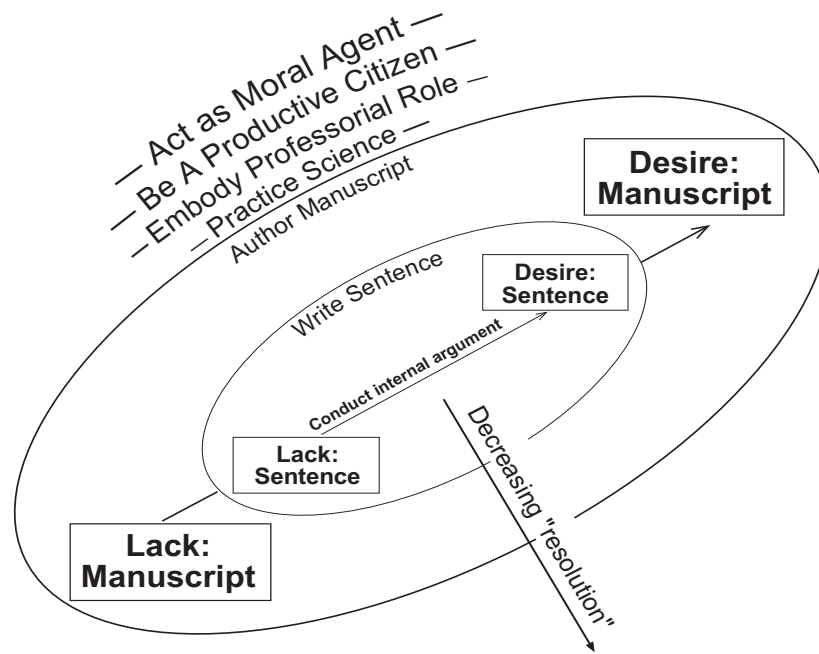 Act as Moral Agent
Be A Productive Citizen
Embody Professorial Role
Practice Science
Author Manuscript
Desire:
Manuscript
Write Sentence
Desire:
Sentence
Conduct internal argument
Lack:
Sentence
Lack:
Manuscript
Decreasing "resolution"